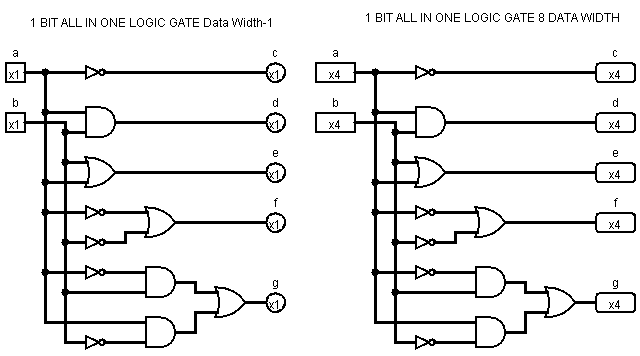 1 BIT ALL IN ONE LOGIC GATE Data Width-1
a
x1
b
x1
c
x1
d
x1
e
x1
f
x1
g
x1
1 BIT ALL IN ONE LOGIC GATE 8 DATA WIDTH
a
x4
b
x4
c
x4
d
x4
e
x4
f
x4
g
x4